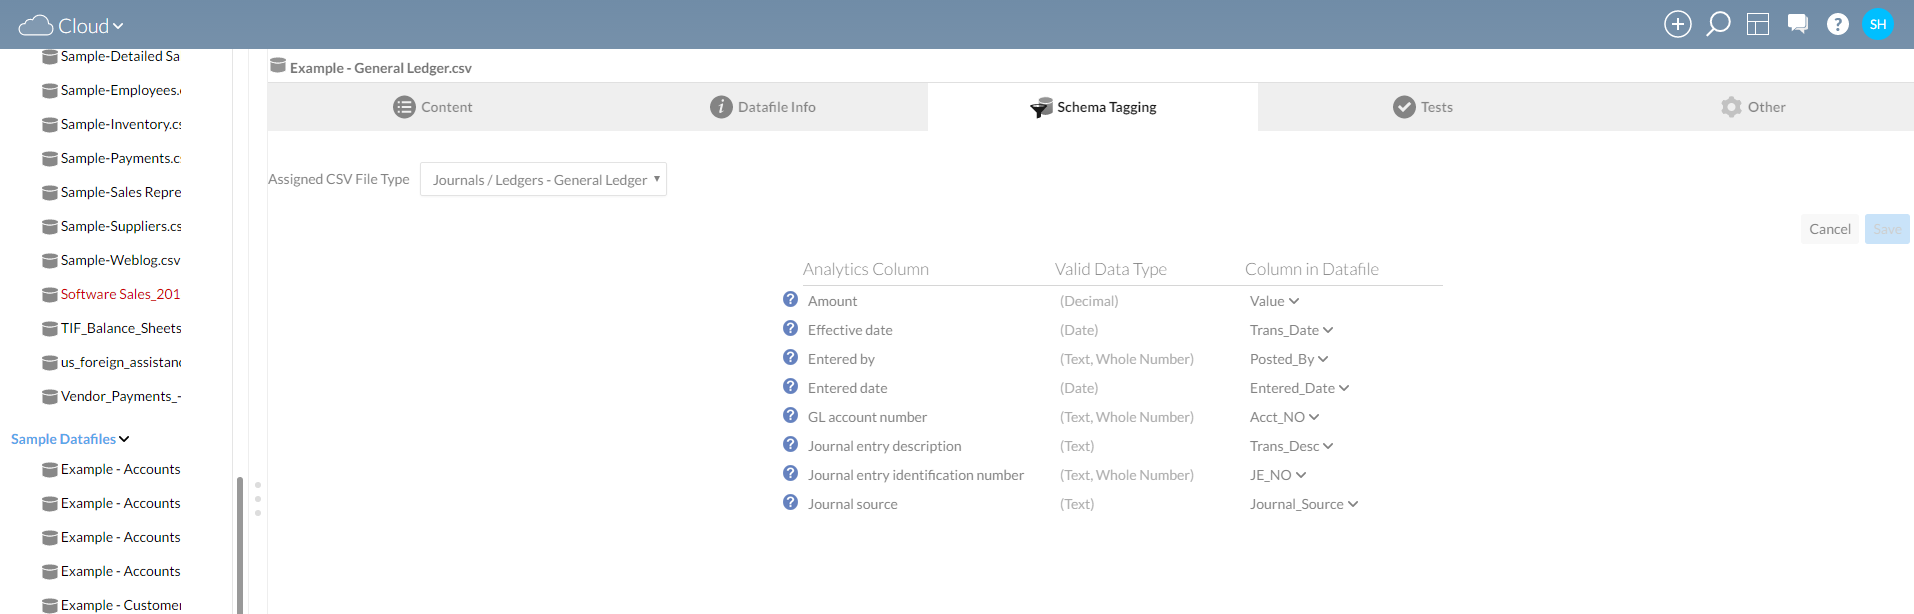 Cloud
SH
Sample-Detailed Sa
Sample-Employees.
Sample-Inventory.cs
Sample-Payments.c
Sample-Sales Repre
Sample-Suppliers.cs
Sample-Weblog.csv
Software Sales_201
TIF_Balance_Sheets
us_foreign_assistan
Vendor_Payments_-
Sample Datafiles
Example - Accounts
Example - Accounts
Example - Accounts
Example - Accounts
Example - Customer
Example - General Ledger.csv
Content
Datafile Info
Schema Tagging
Tests
Other
Assigned CSV File Type
Journals / Ledgers - General Ledger
Cancel
Save
Analytics Column Valid Data Type Column in Datafile
? Amount (Decimal) Value
? Effective date (Date) Trans_Date
? Entered by (Text, Whole Number) Posted_By
? Entered date (Date) Entered_Date
? GL account number (Text, Whole Number) Acct_NO
? Journal entry description (Text) Trans_Desc
? Journal entry identification number (Text, Whole Number) JE_NO
? Journal source (Text) Journal_Source